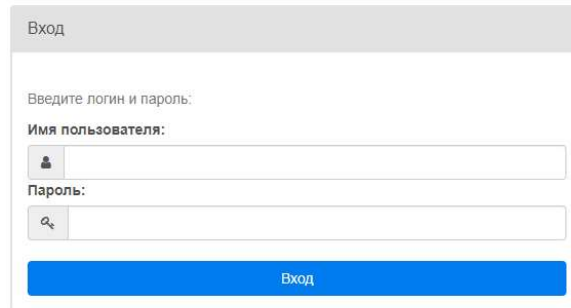 Вход
Введите логин и пароль:
Имя пользователя:
Пароль:
Вход